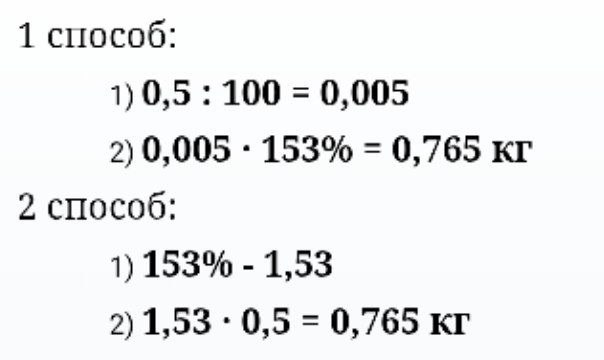 1 способ:
1) 0,5 : 100 = 0,005
2) 0,005 · 153% = 0,765 кг
2 способ:
1) 153% - 1,53
2) 1,53 · 0,5 = 0,765 кг